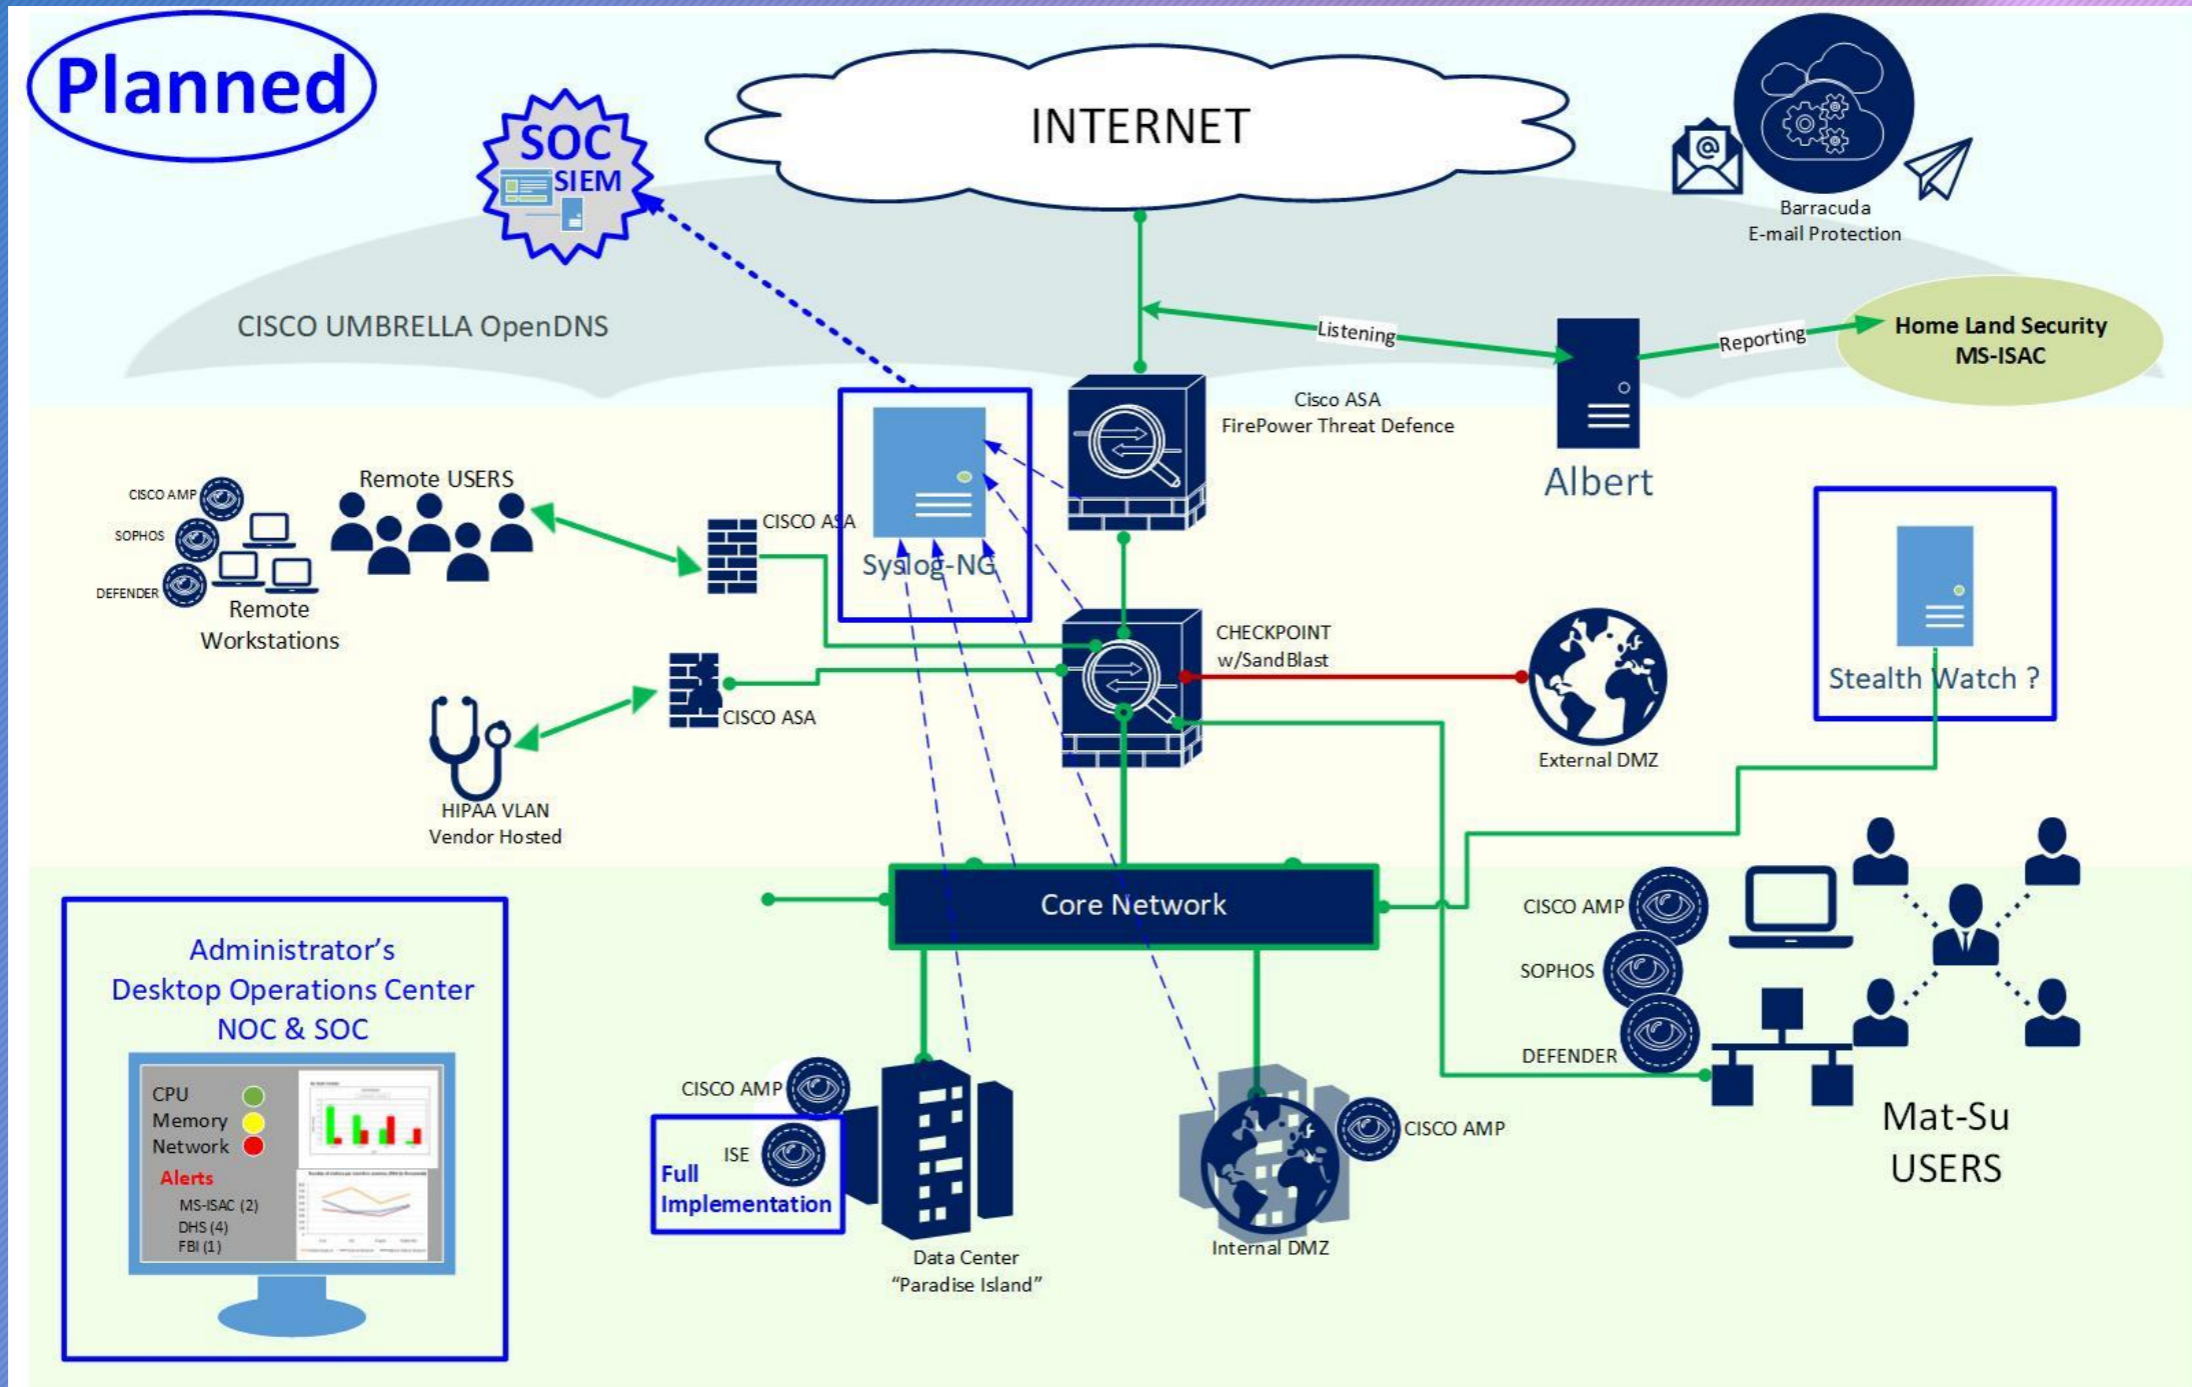 Planned
SOC
SIEM
INTERNET
Barracuda
E-mail Protection
CISCO UMBRELLA OpenDNS
Listening
Reporting
Home Land Security
MS-ISAC
Cisco ASA
FirePower Threat Defence
Albert
Syslog-NG
Remote USERS
CISCO AMP
SOPHOS
DEFENDER
Remote
Workstations
CISCO ASA
CISCO ASA
HIPAA VLAN
Vendor Hosted
CHECKPOINT
w/SandBlast
External DMZ
Stealth Watch ?
Core Network
Administrator's
Desktop Operations Center
NOC & SOC
CPU
Memory
Network
Alerts
MS-ISAC (2)
DHS (4)
FBI (1)
CISCO AMP
ISE
Full
Implementation
Data Center
“Paradise Island”
CISCO AMP
Internal DMZ
CISCO AMP
SOPHOS
DEFENDER
Mat-Su
USERS